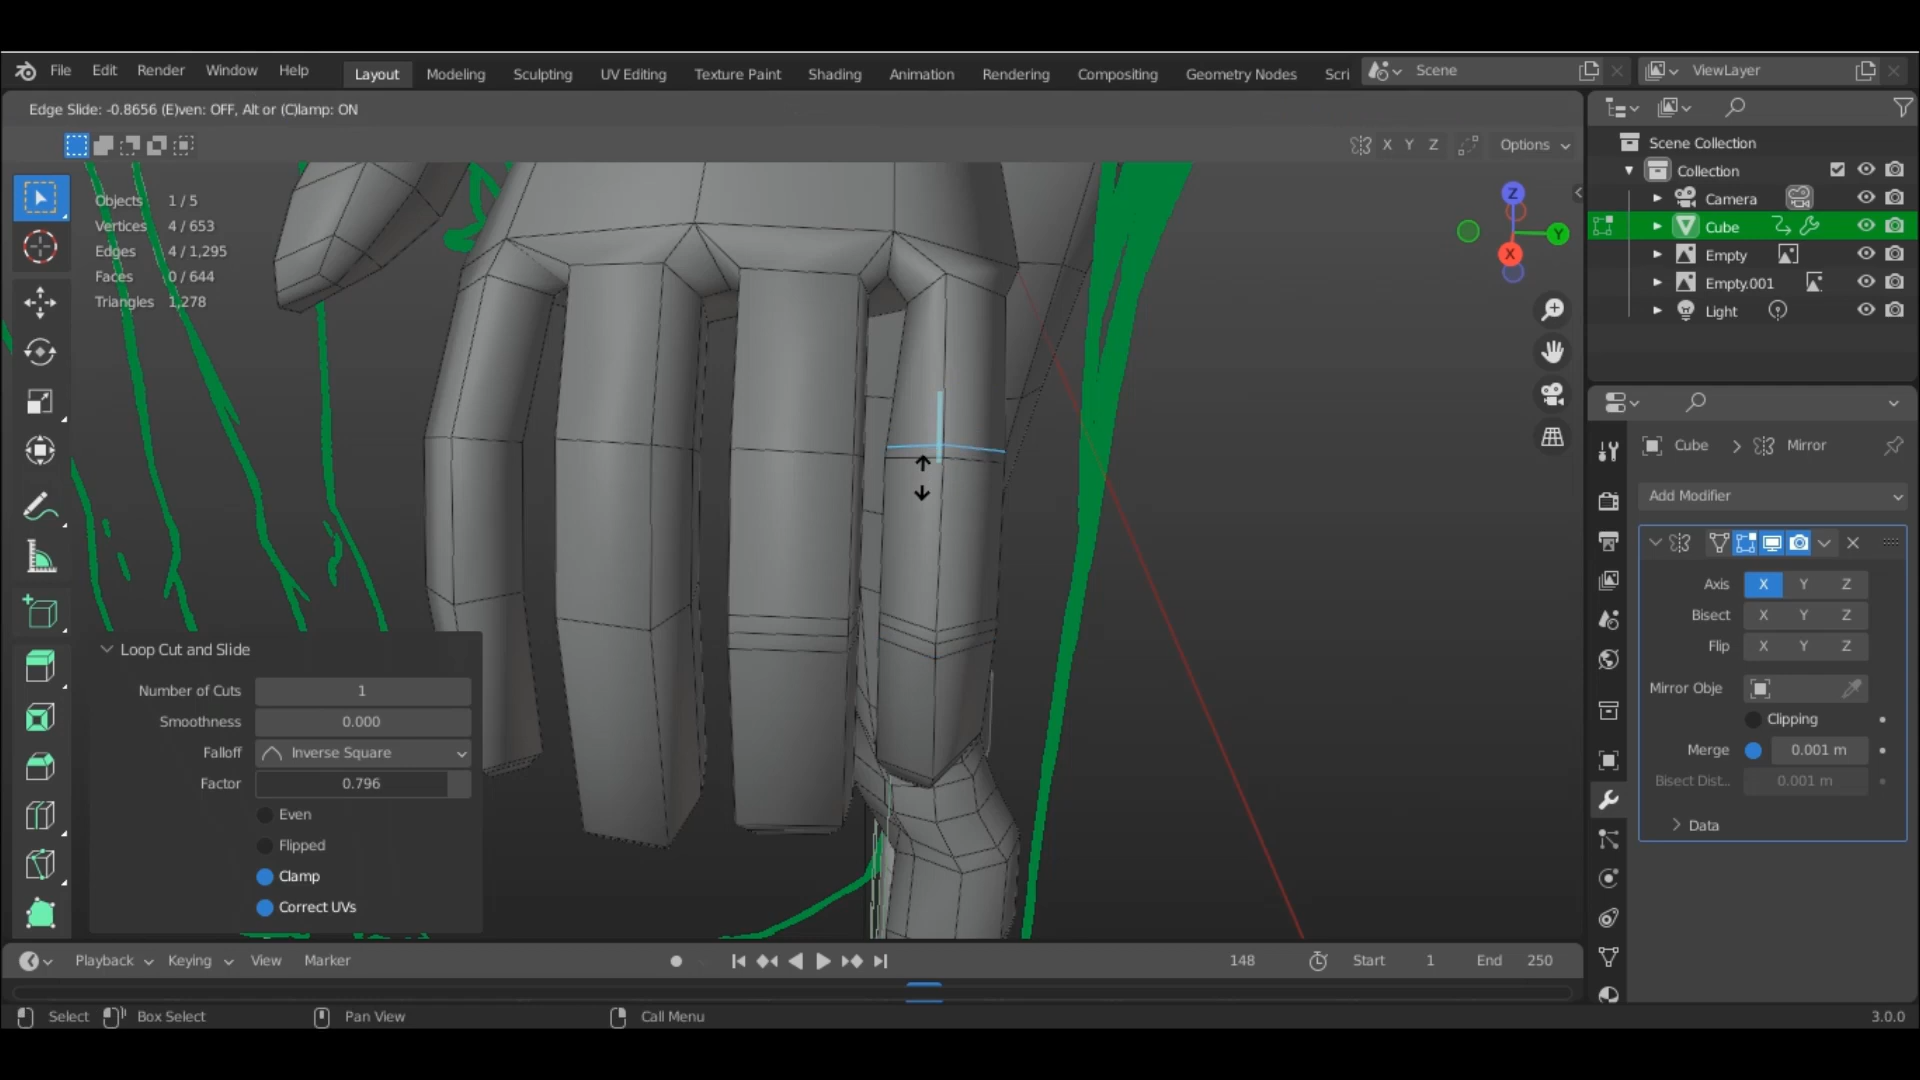 File Edit Render Window Help Layout Modeling Sculpting UV Editing Texture Paint Shading Animation Rendering Compositing Geometry Nodes Scri Scene ViewLayer
Edge Slide: -0.8656 (E)ven: OFF, Alt or (C)lamp: ON
X Y Z Options
Objects 1 / 5
Vertices 4 / 653
Edges 4 / 1,295
Faces 0 / 644
Triangles 1,278
Z
Y
X
Scene Collection
Collection
Camera
Cube
Empty
Empty.001
Light
Cube > Mirror
Add Modifier
Axis X Y Z
Bisect X Y Z
Flip X Y Z
Mirror Obje
Clipping
Merge 0.001 m
Bisect Dist.. 0.001 m
Data
Loop Cut and Slide
Number of Cuts 1
Smoothness 0.000
Falloff Inverse Square
Factor 0.796
Even
Flipped
Clamp
Correct UVs
Playback Keying View Marker 148 Start 1 End 250
Select Box Select Pan View Call Menu 3.0.0